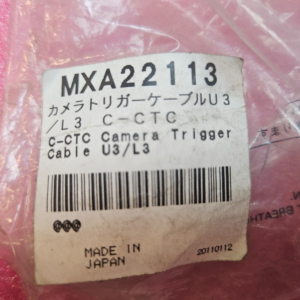 MXA22113
カメラトリガーケーブルU3
/L3 C-CTC
C-CTC Camera Trigger
Cable U3/L3
MADE IN
JAPAN
20110112
BREATH